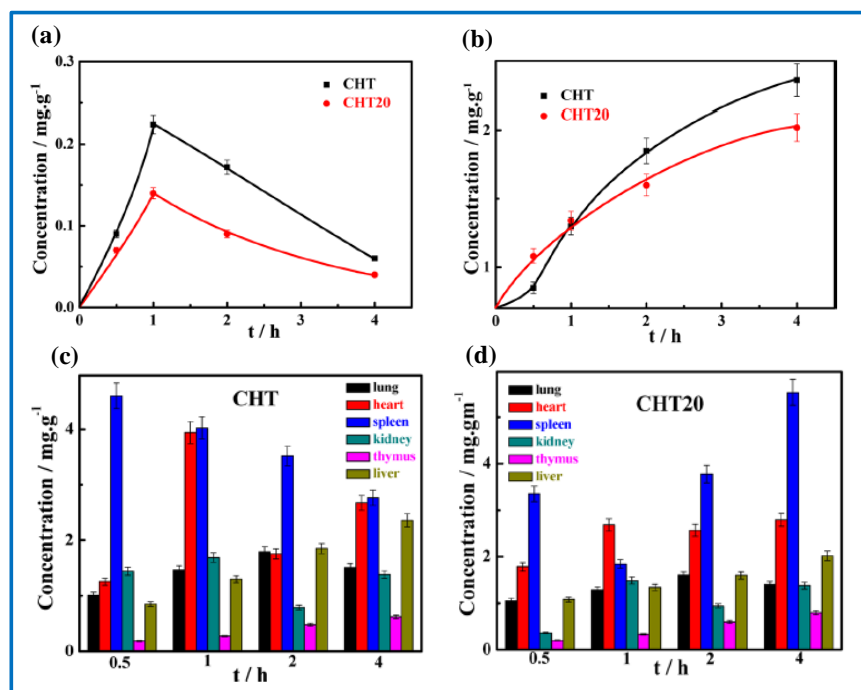 (a)
Concentration / mg.g-1
0.3
0.2
0.1
0.0
CHT
CHT20
0 1 2 3 4
t / h
(b)
Concentration / mg.g-1
2
1
CHT
CHT20
0 1 2 3 4
t / h
(c)
Concentration / mg.g-1
4
2
0
CHT
lung
heart
spleen
kidney
thymus
liver
0.5 1 2 4
t / h
(d)
Concentration / mg.gm-1
6
4
2
0
lung
heart
spleen
kidney
thymus
liver
CHT20
0.5 1 2 4
t / h